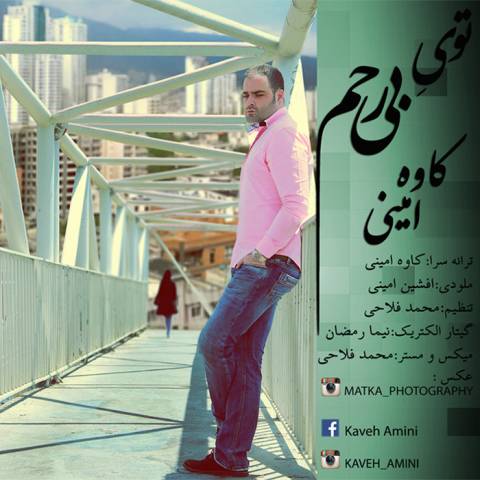 تویِ
بی رحم
کاوه
امینی
ترانه سرا:کاوه امینی
ملودی:افشین امینی
تنظیم:محمد فلاحی
گیتار الکتریک:نیما رمضان
میکس و مستر:محمد فلاحی
عکس :
MATKA_PHOTOGRAPHY
Kaveh Amini
KAVEH_AMINI